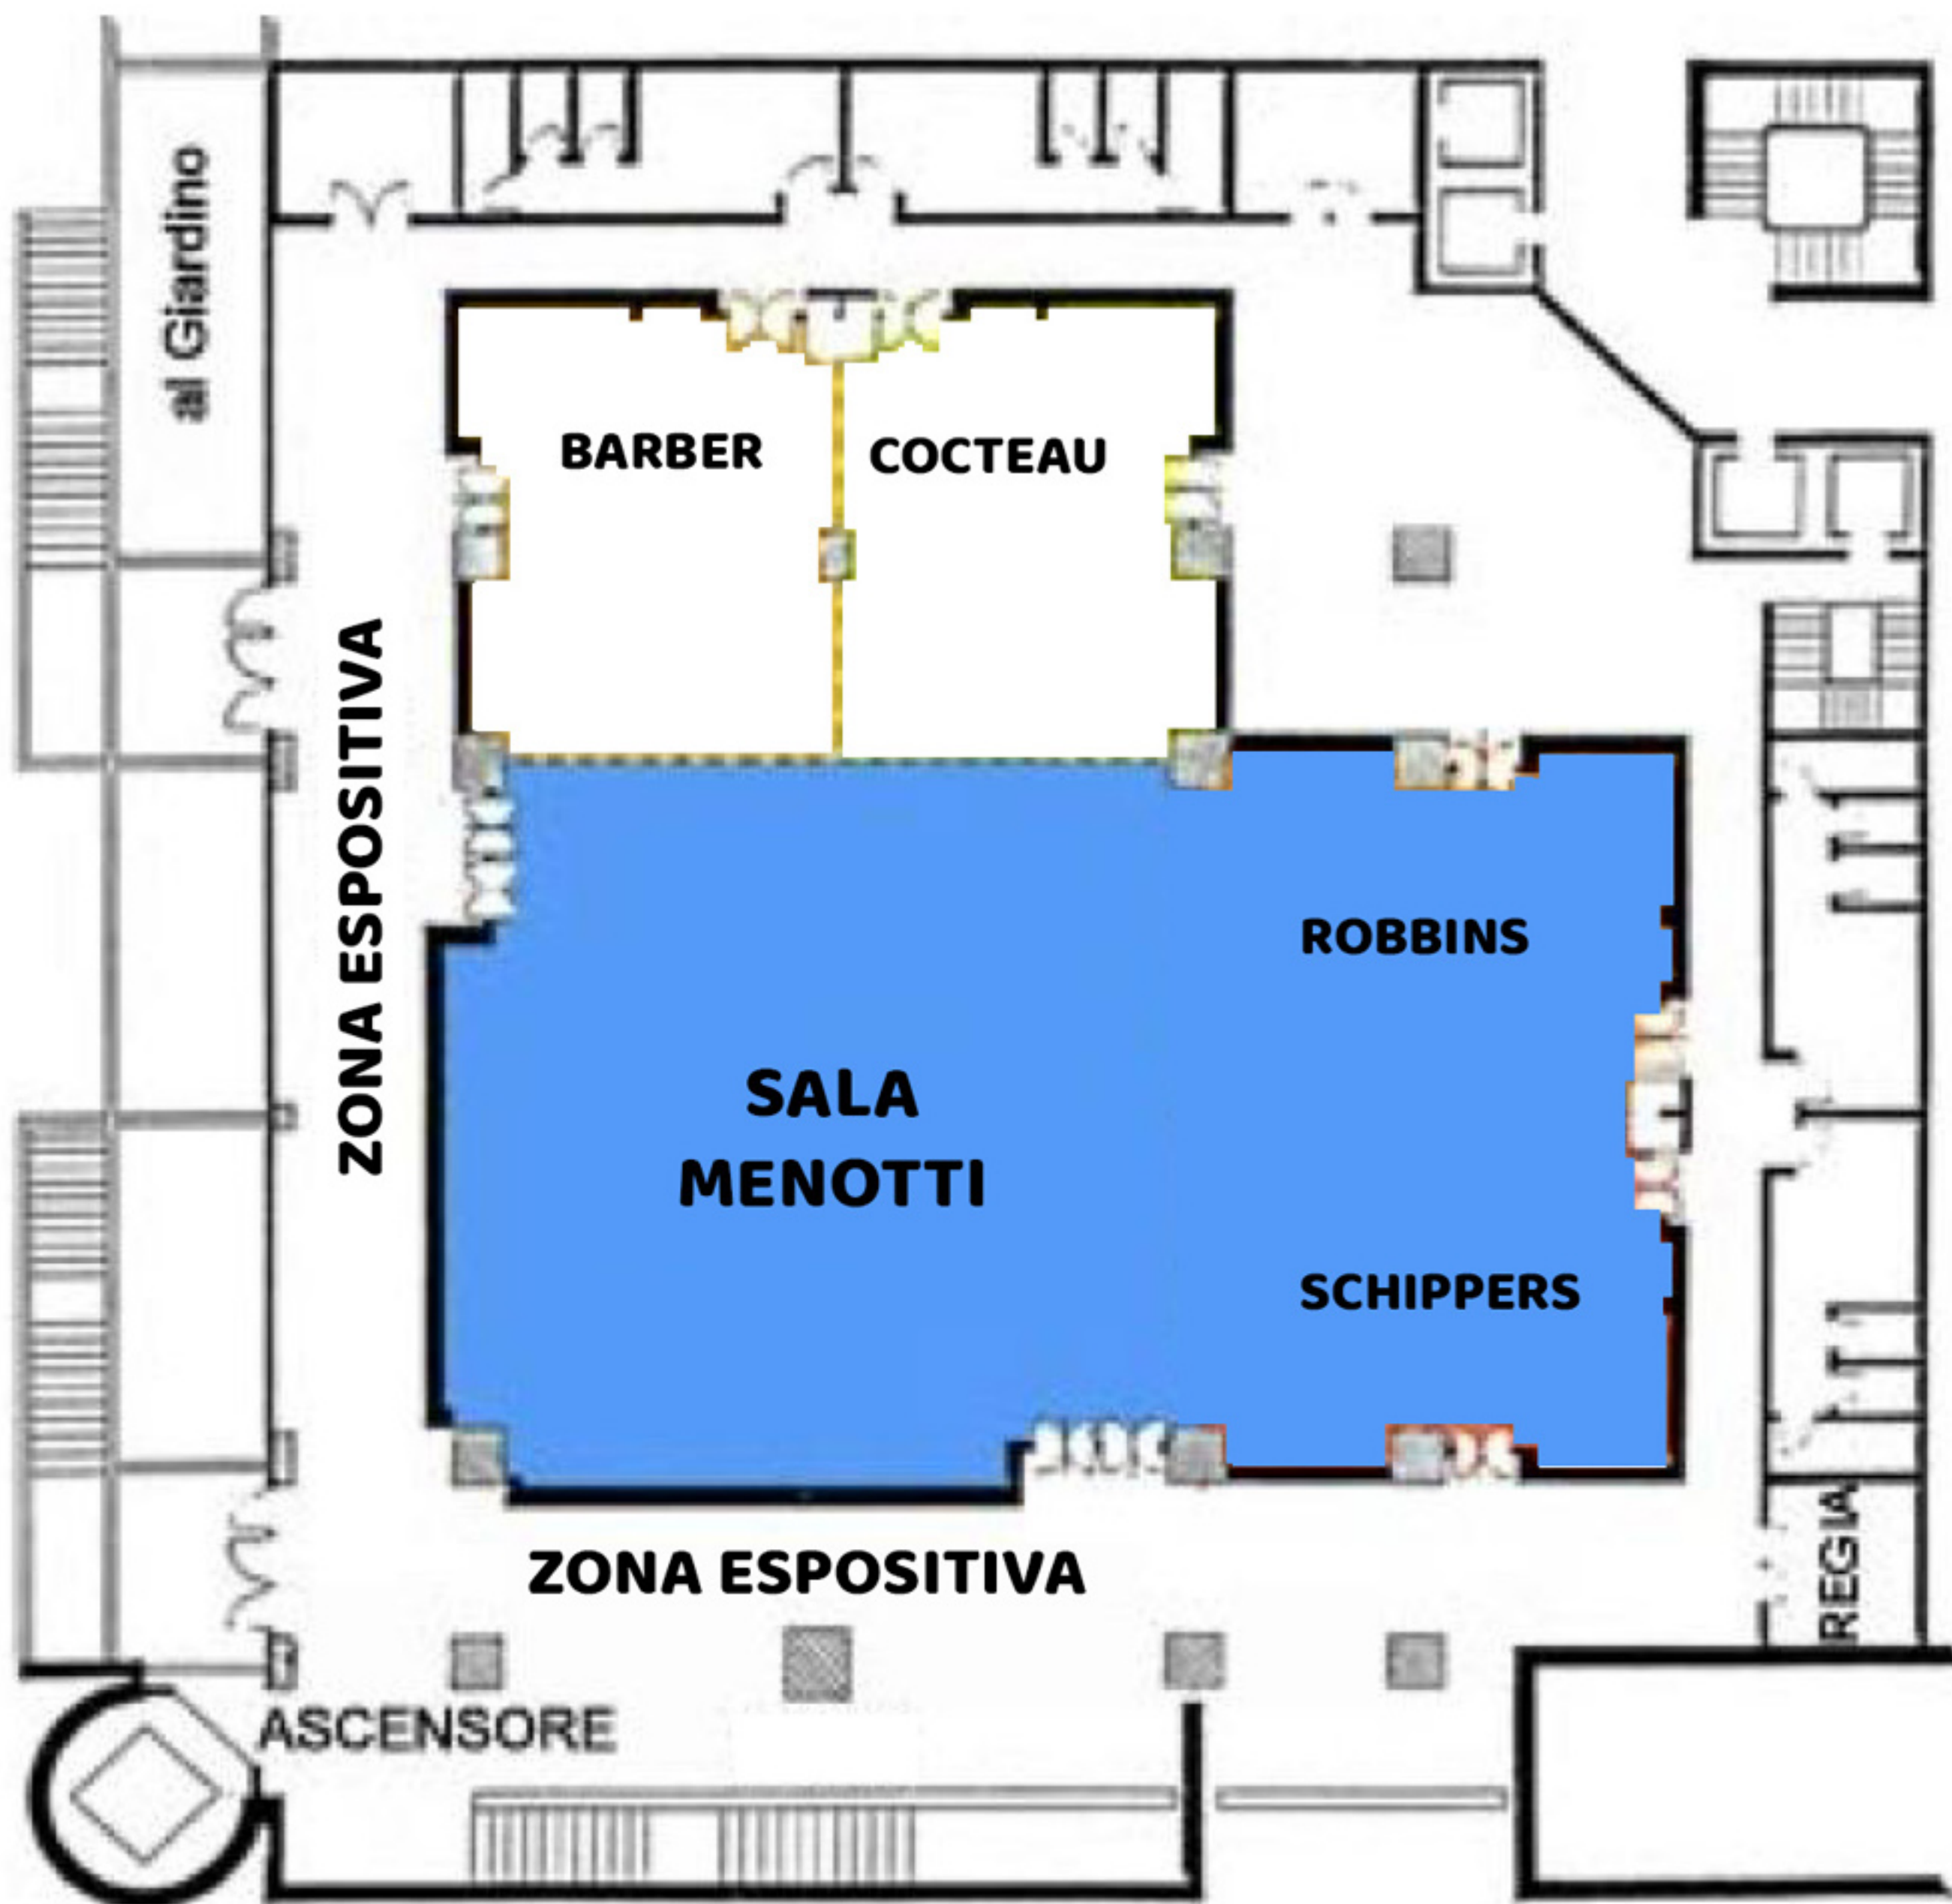 al Giardino
BARBER
COCTEAU
ZONA ESPOSITIVA
ROBBINS
SALA
MENOTTI
SCHIPPERS
ZONA ESPOSITIVA
REGIA
ASCENSORE